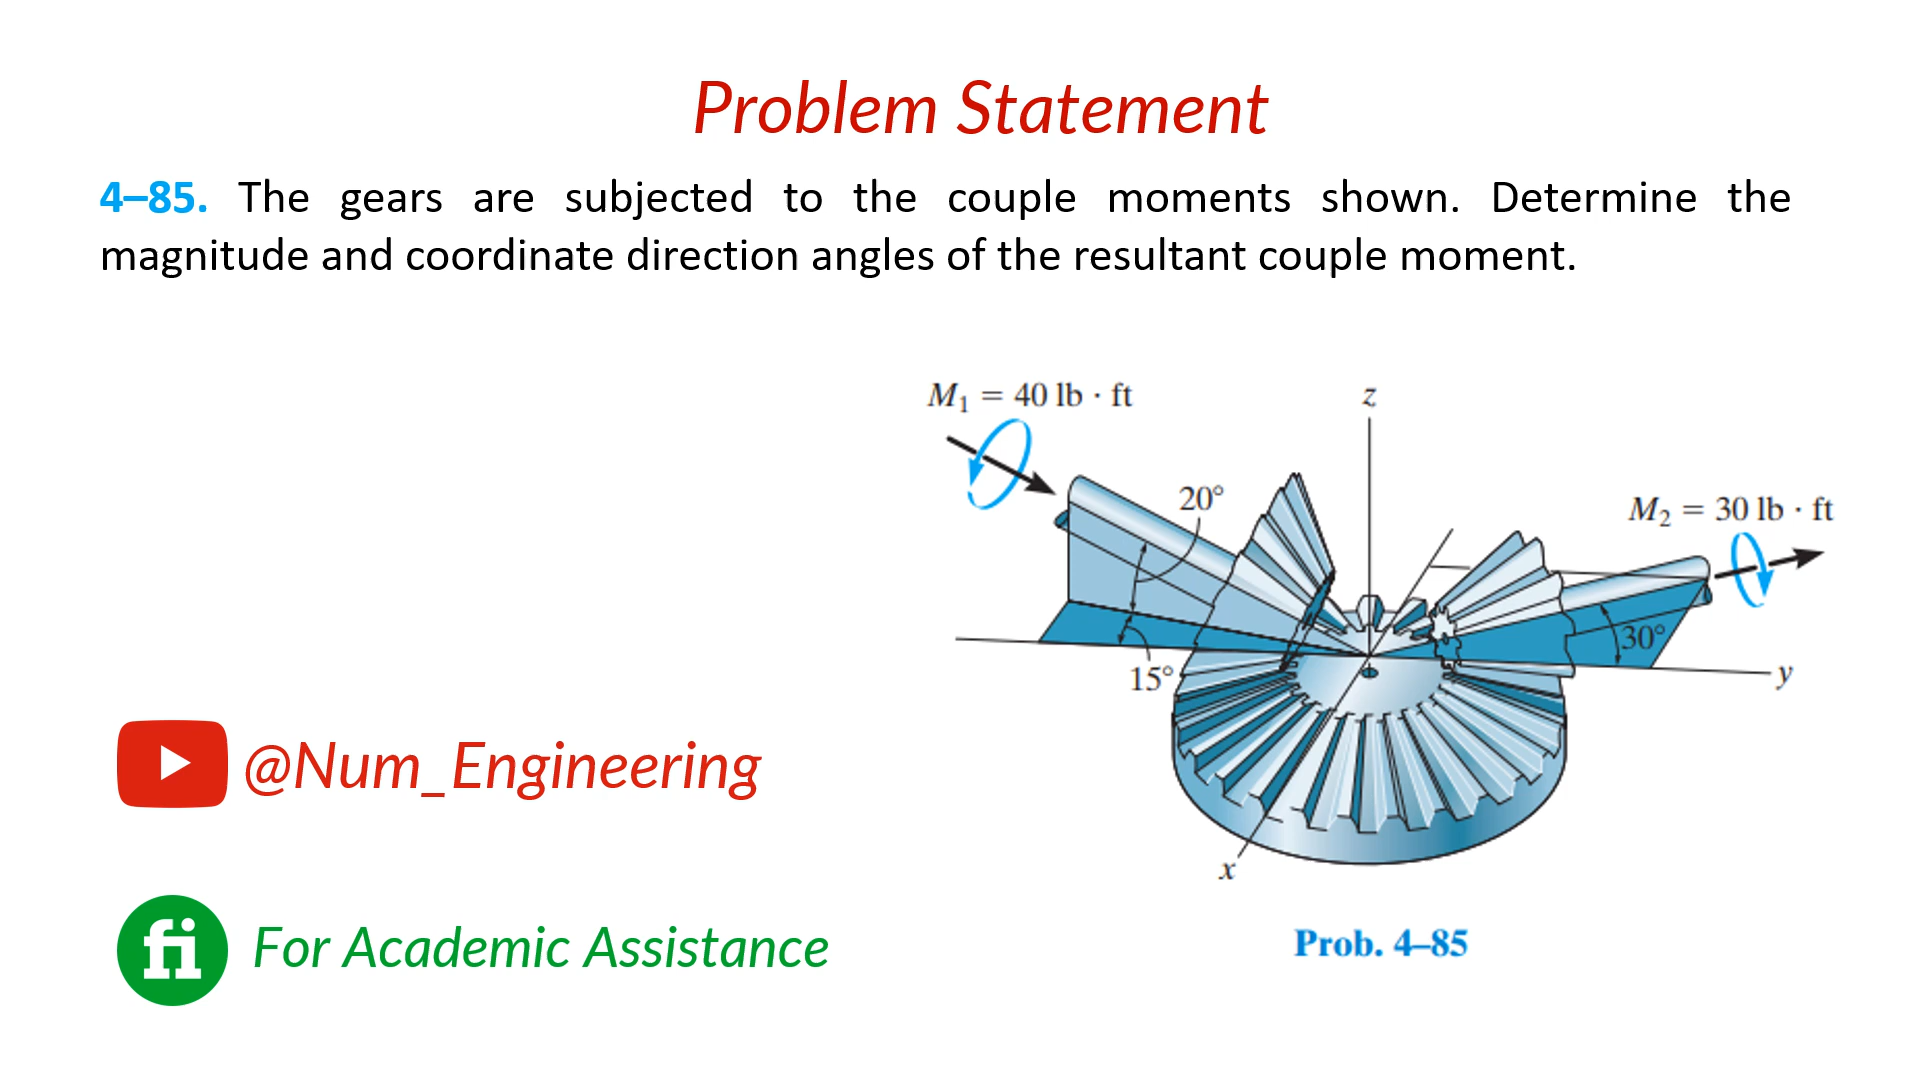 Problem Statement
4–85. The gears are subjected to the couple moments shown. Determine the
magnitude and coordinate direction angles of the resultant couple moment.
M₁ = 40 lb · ft
z
20°
M₂ = 30 lb · ft
30°
15°
y
x
@Num_Engineering
fi For Academic Assistance
Prob. 4–85